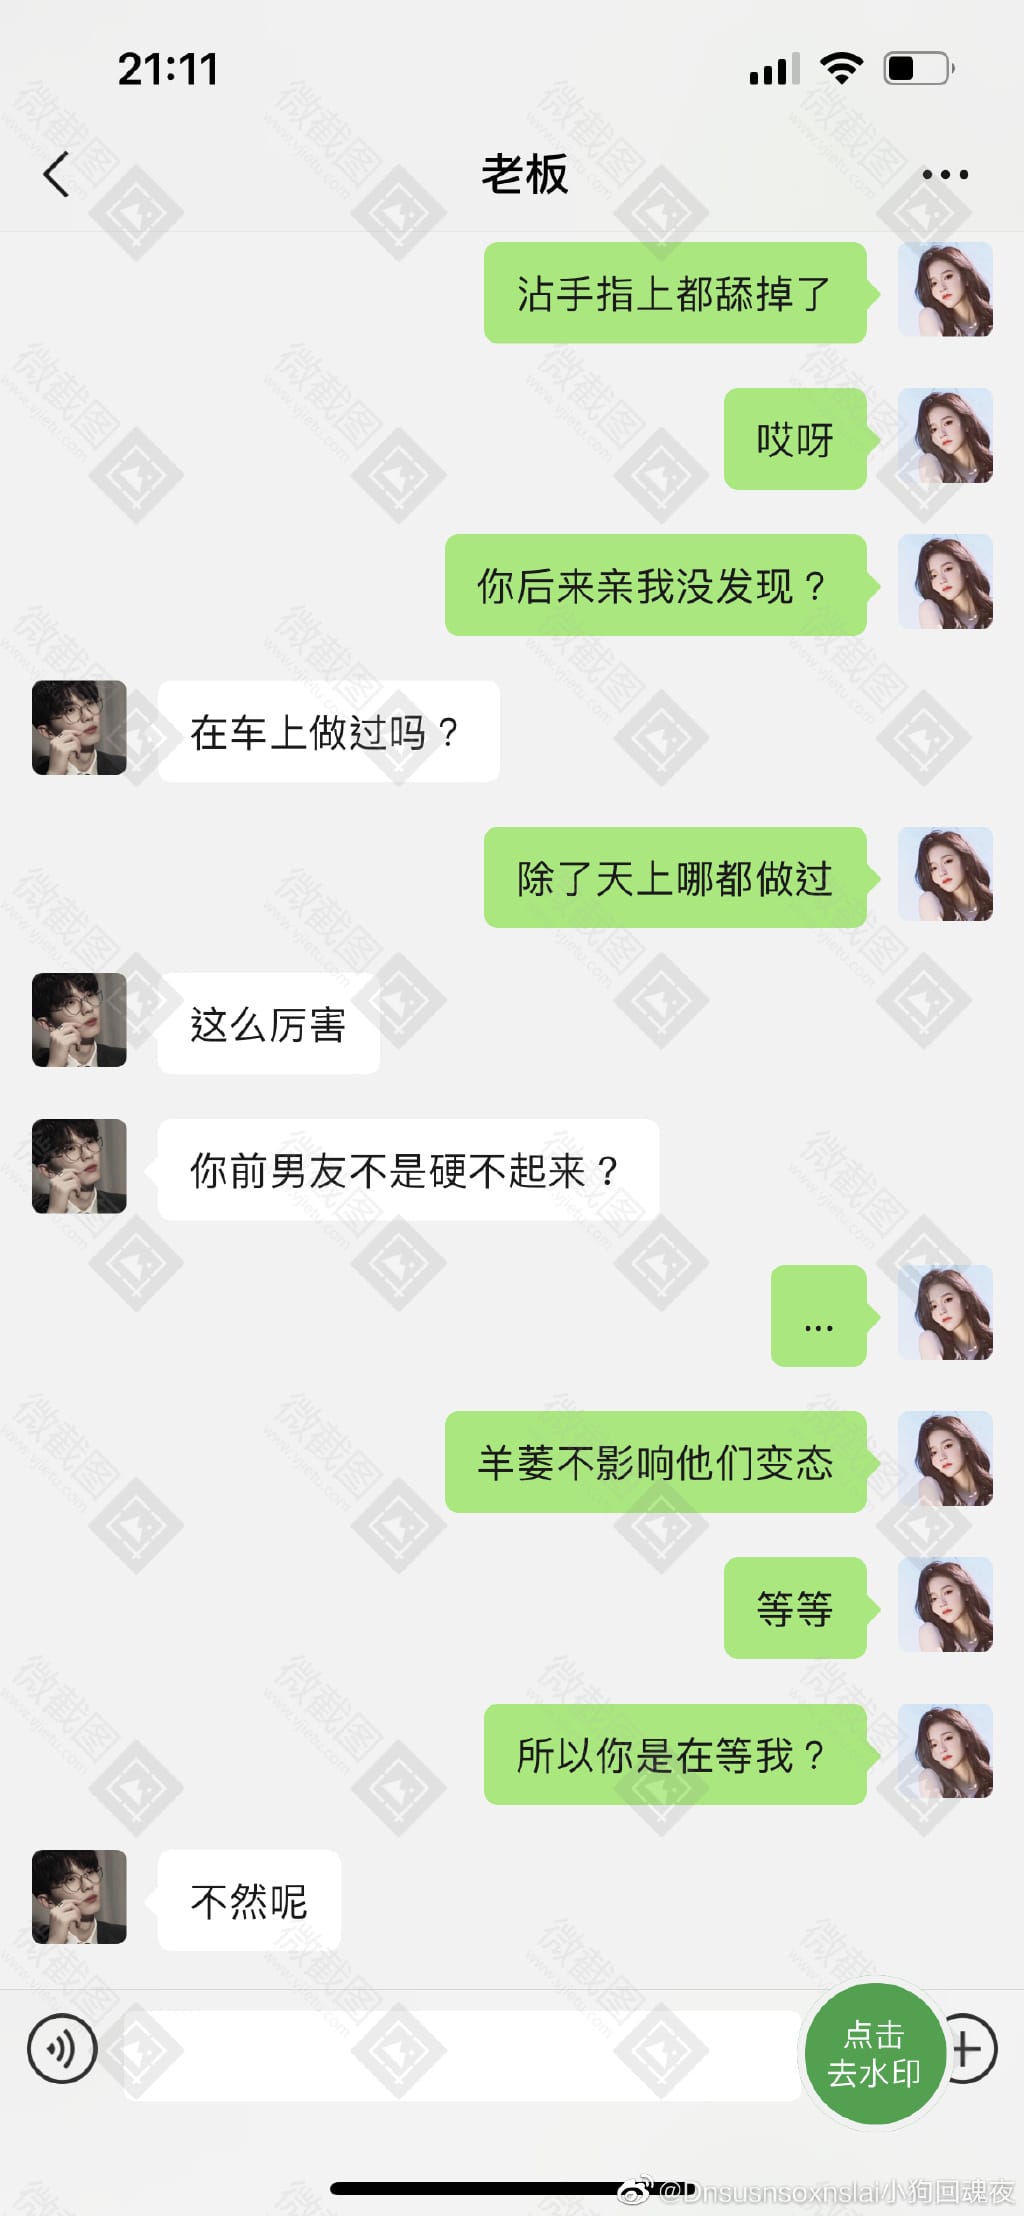 21:11
老板
沾手指上都舔掉了
哎呀
你后来亲我没发现？
在车上做过吗？
除了天上哪都做过
这么厉害
你前男友不是硬不起来？
...
羊萎不影响他们变态
等等
所以你是在等我？
不然呢
点击
去水印
@Dnsusnsoxnslai小狗回魂夜
微截图